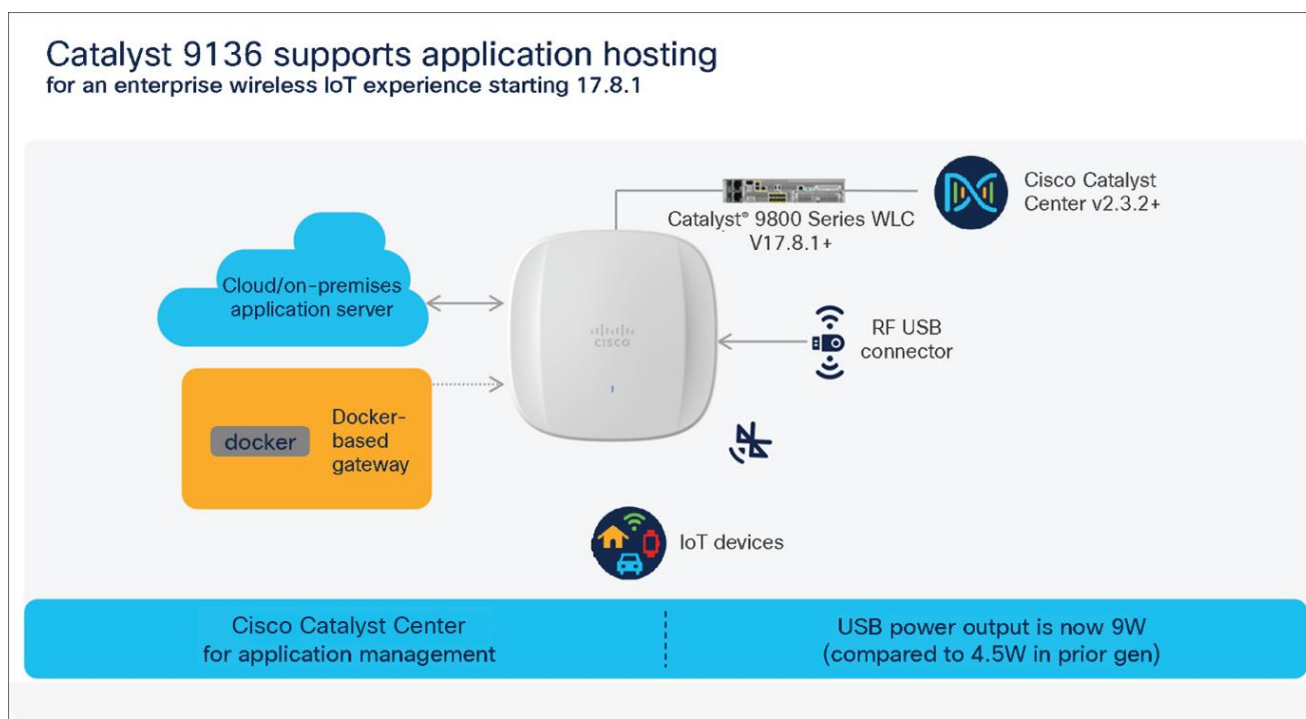 Catalyst 9136 supports application hosting
for an enterprise wireless IoT experience starting 17.8.1
Cisco Catalyst
Center v2.3.2+
Catalyst® 9800 Series WLC
V17.8.1+
Cloud/on-premises
application server
CISCO
RF USB
connector
docker
Docker-
based
gateway
IoT devices
Cisco Catalyst Center
for application management
USB power output is now 9W
(compared to 4.5W in prior gen)